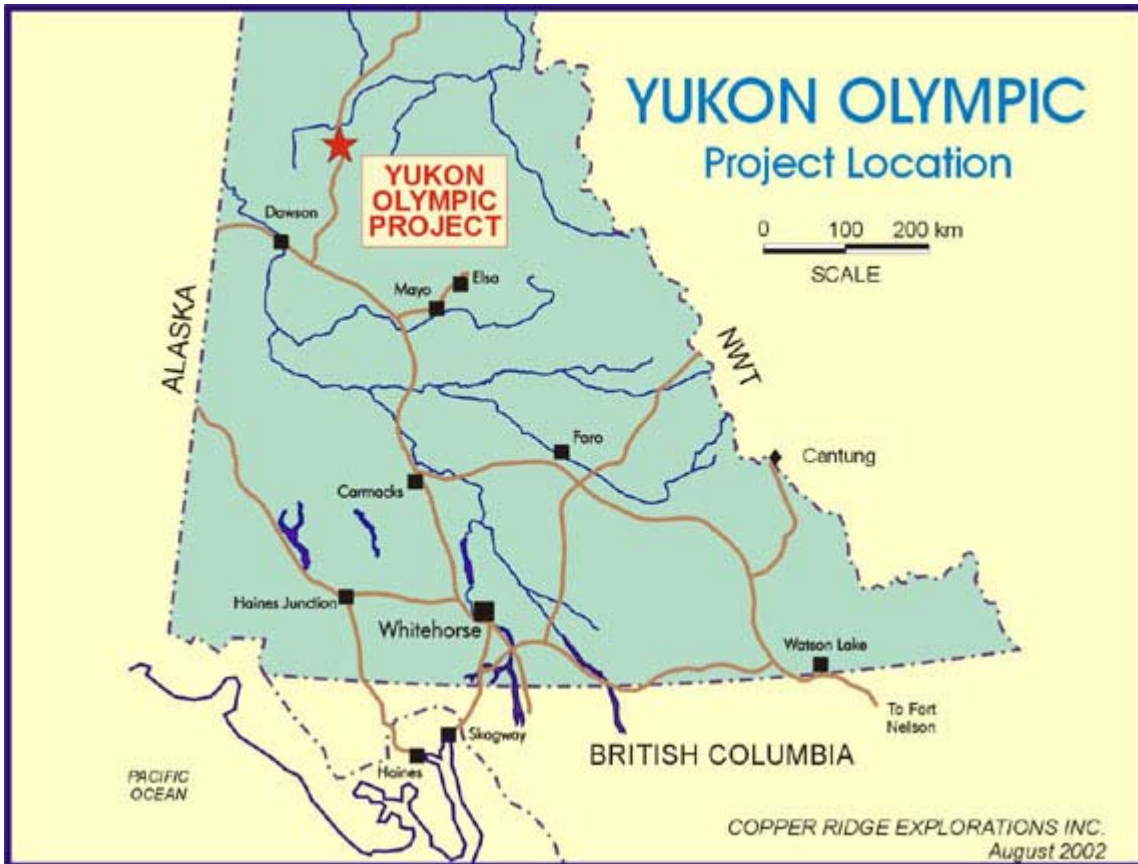 YUKON OLYMPIC
Project Location
0 100 200 km
SCALE
YUKON
OLYMPIC
PROJECT
Dawson
Elsa
Mayo
ALASKA
NWT
Faro
Cantung
Carmacks
Haines Junction
Whitehorse
Watson Lake
To Fort
Nelson
Skagway
BRITISH COLUMBIA
Haines
PACIFIC
OCEAN
COPPER RIDGE EXPLORATIONS INC.
August 2002